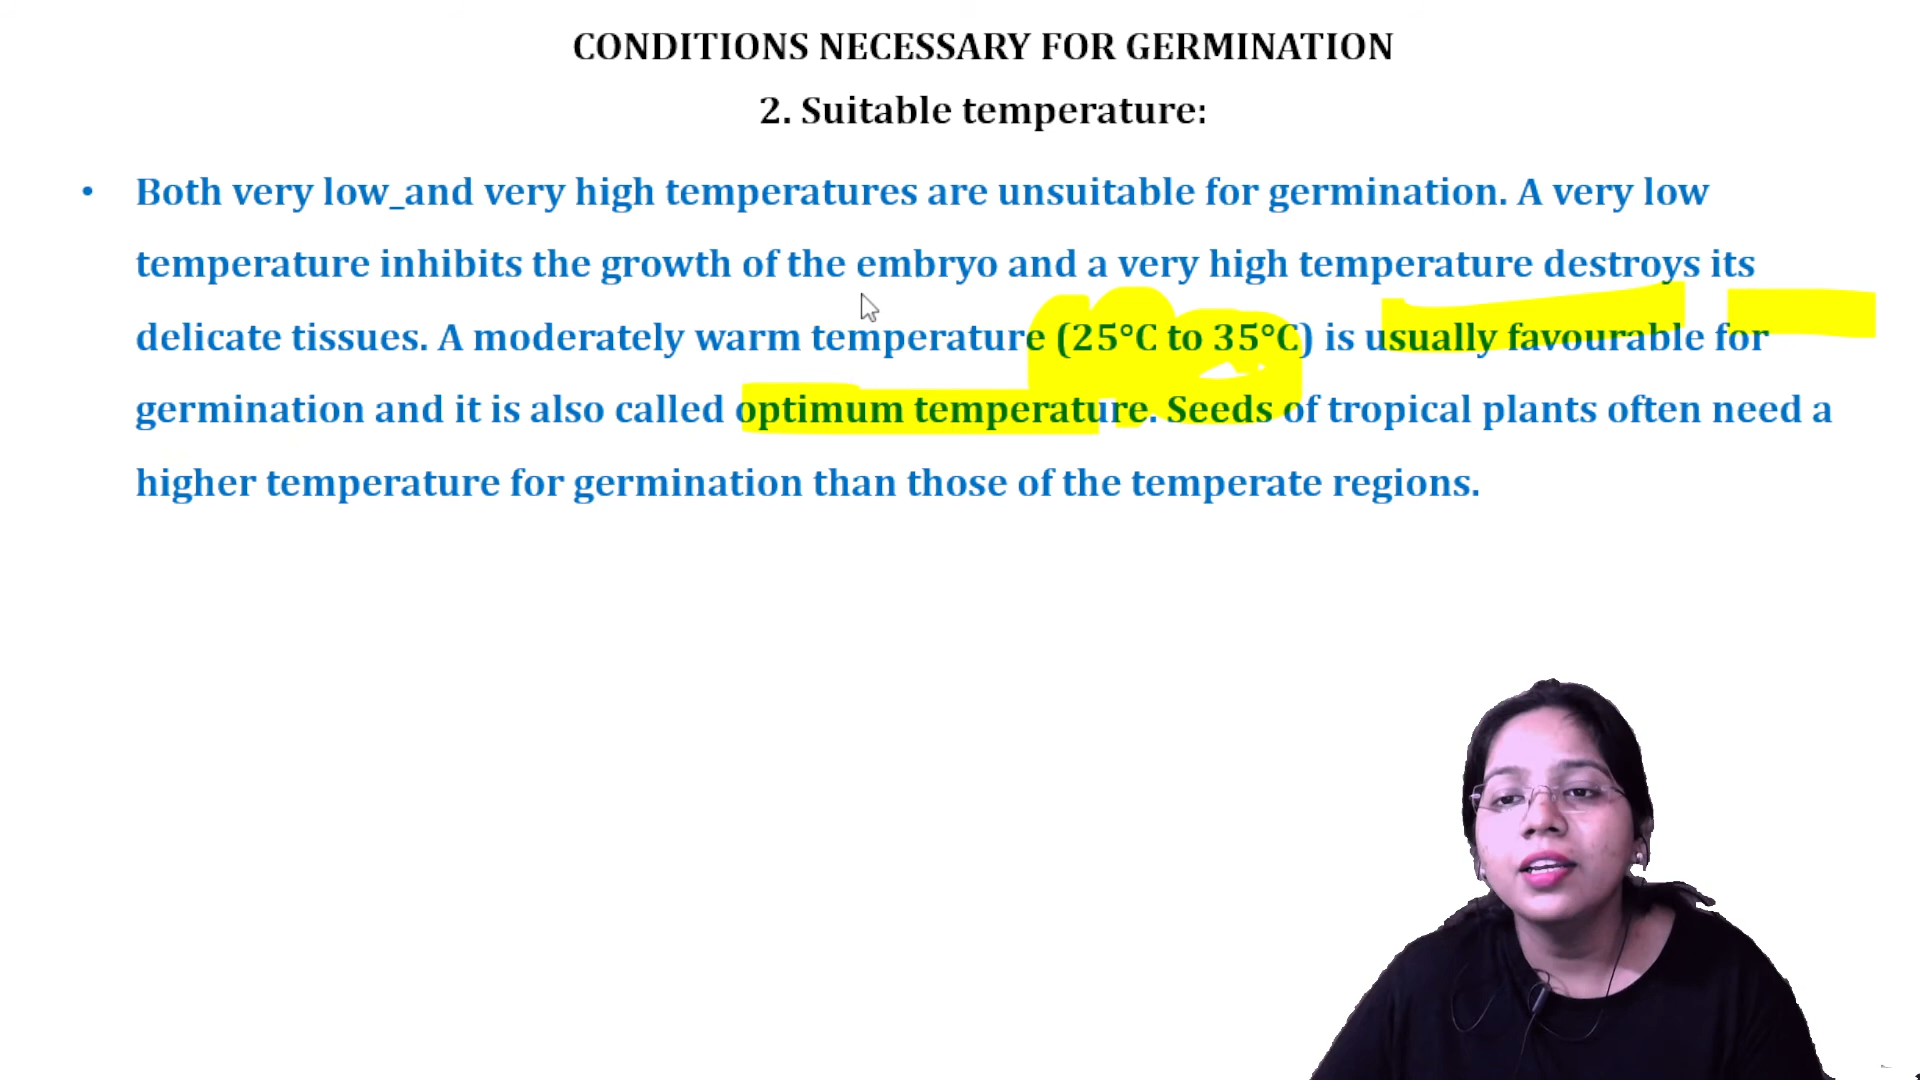 CONDITIONS NECESSARY FOR GERMINATION
2. Suitable temperature:
• Both very low_and very high temperatures are unsuitable for germination. A very low
temperature inhibits the growth of the embryo and a very high temperature destroys its
delicate tissues. A moderately warm temperature (25°C to 35°C) is usually favourable for
germination and it is also called optimum temperature. Seeds of tropical plants often need a
higher temperature for germination than those of the temperate regions.